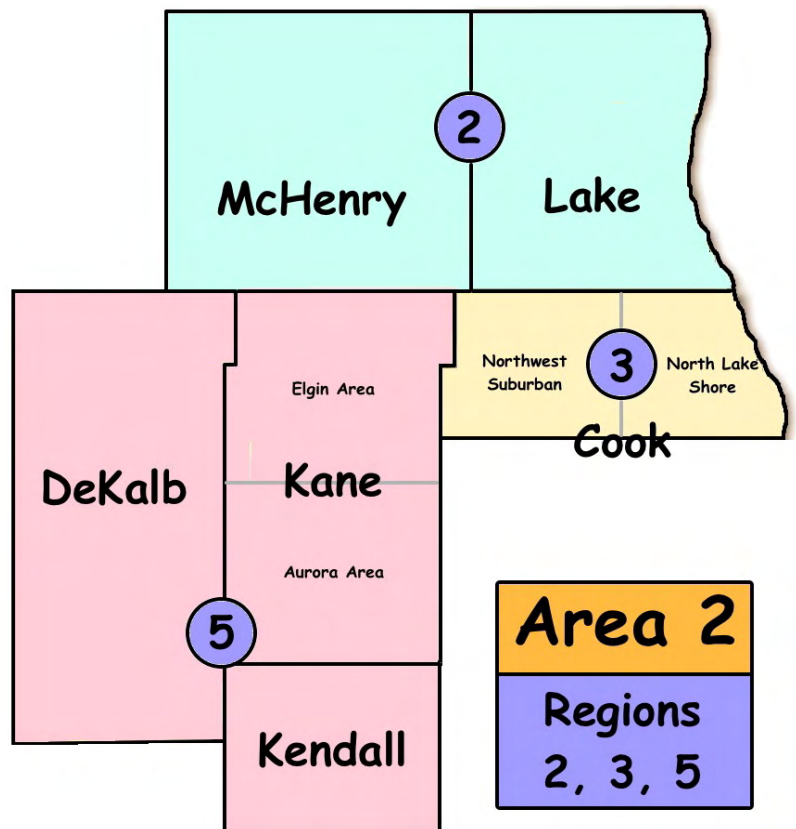 2
McHenry
Lake
Northwest
Suburban
3
North Lake
Shore
Cook
Elgin Area
DeKalb
Kane
Aurora Area
5
Kendall
Area 2
Regions
2, 3, 5